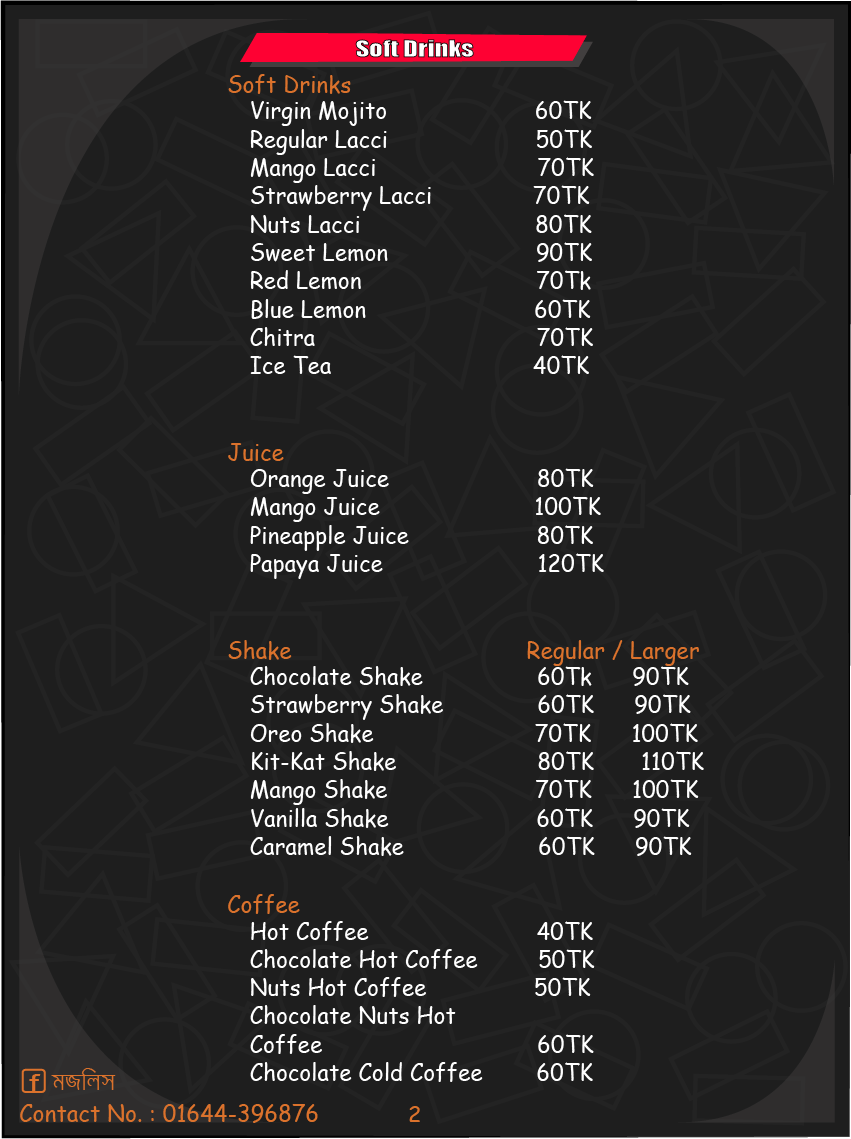 Soft Drinks
Soft Drinks
Virgin Mojito 60TK
Regular Lacci 50TK
Mango Lacci 70TK
Strawberry Lacci 70TK
Nuts Lacci 80TK
Sweet Lemon 90TK
Red Lemon 70Tk
Blue Lemon 60TK
Chitra 70TK
Ice Tea 40TK
Juice
Orange Juice 80TK
Mango Juice 100TK
Pineapple Juice 80TK
Papaya Juice 120TK
Shake Regular / Larger
Chocolate Shake 60Tk 90TK
Strawberry Shake 60TK 90TK
Oreo Shake 70TK 100TK
Kit-Kat Shake 80TK 110TK
Mango Shake 70TK 100TK
Vanilla Shake 60TK 90TK
Caramel Shake 60TK 90TK
Coffee
Hot Coffee 40TK
Chocolate Hot Coffee 50TK
Nuts Hot Coffee 50TK
Chocolate Nuts Hot
Coffee 60TK
Chocolate Cold Coffee 60TK
f মজলিস
Contact No. : 01644-396876 2